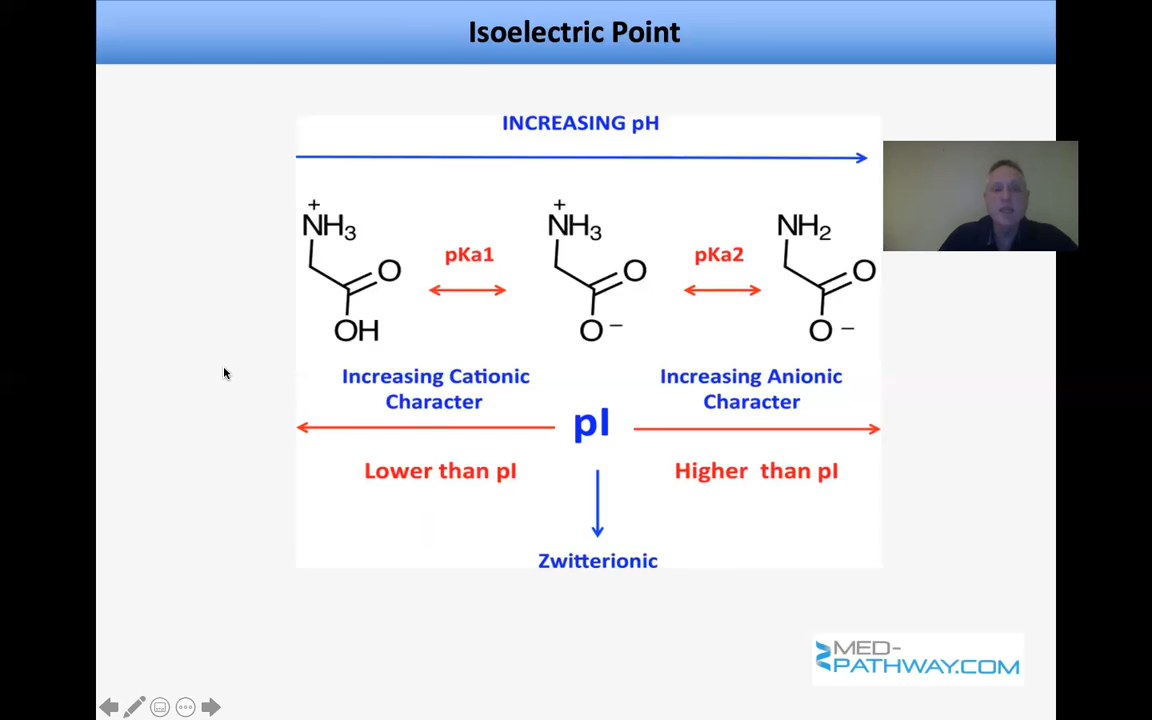 Isoelectric Point
INCREASING pH
+
NH3
O
OH
pKa1
+
NH3
O
O −
pKa2
NH2
O
O −
Increasing Cationic
Character
Increasing Anionic
Character
pI
Lower than pI
Higher  than pI
Zwitterionic
MED-
PATHWAY.COM